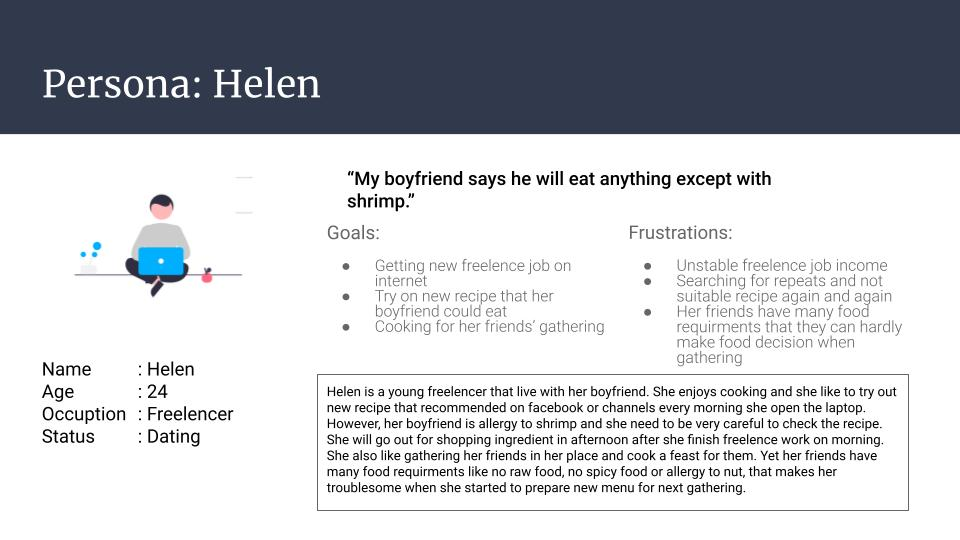 Persona: Helen
“My boyfriend says he will eat anything except with
shrimp.”
Goals:
● Getting new freelence job on
internet
● Try on new recipe that her
boyfriend could eat
● Cooking for her friends’ gathering
Frustrations:
● Unstable freelence job income
● Searching for repeats and not
suitable recipe again and again
● Her friends have many food
requirments that they can hardly
make food decision when
gathering
Name : Helen
Age : 24
Occuption : Freelencer
Status : Dating
Helen is a young freelencer that live with her boyfriend. She enjoys cooking and she like to try out
new recipe that recommended on facebook or channels every morning she open the laptop.
However, her boyfriend is allergy to shrimp and she need to be very careful to check the recipe.
She will go out for shopping ingredient in afternoon after she finish freelence work on morning.
She also like gathering her friends in her place and cook a feast for them. Yet her friends have
many food requirments like no raw food, no spicy food or allergy to nut, that makes her
troublesome when she started to prepare new menu for next gathering.